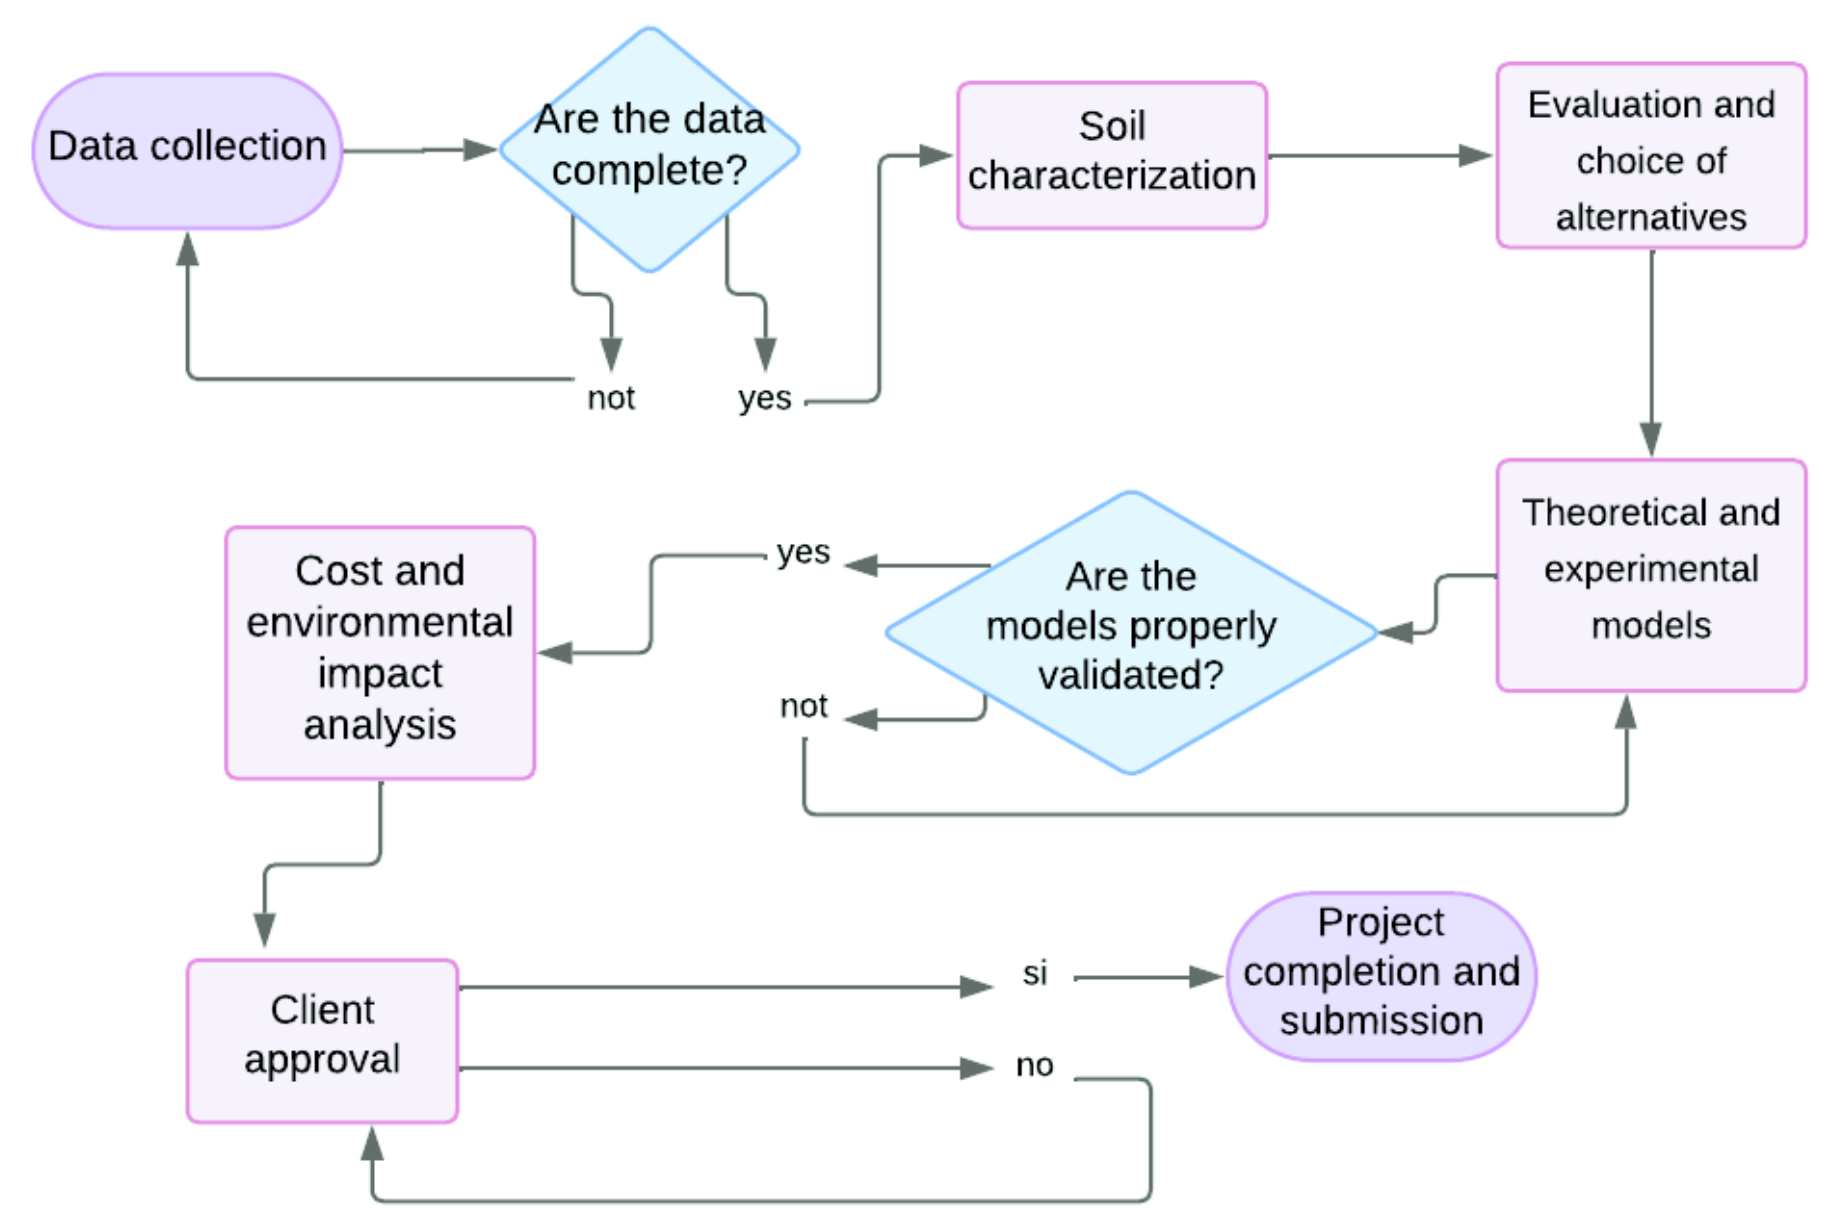 Data collection
Are the data
complete?
not
yes
Soil
characterization
Evaluation and
choice of
alternatives
Theoretical and
experimental
models
Are the
models properly
validated?
yes
not
Cost and
environmental
impact
analysis
Client
approval
si
no
Project
completion and
submission